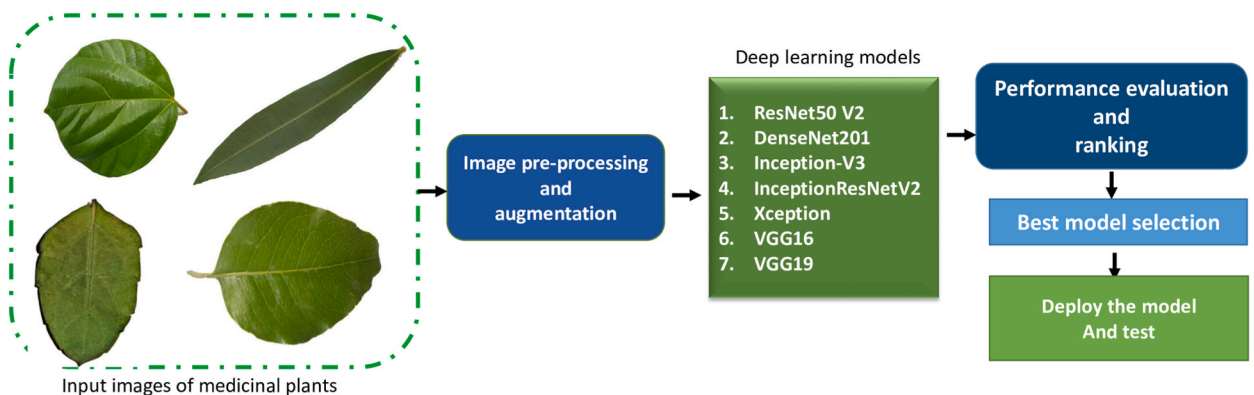 Input images of medicinal plants
Image pre-processing
and
augmentation
Deep learning models
1. ResNet50 V2
2. DenseNet201
3. Inception-V3
4. InceptionResNetV2
5. Xception
6. VGG16
7. VGG19
Performance evaluation
and
ranking
Best model selection
Deploy the model
And test